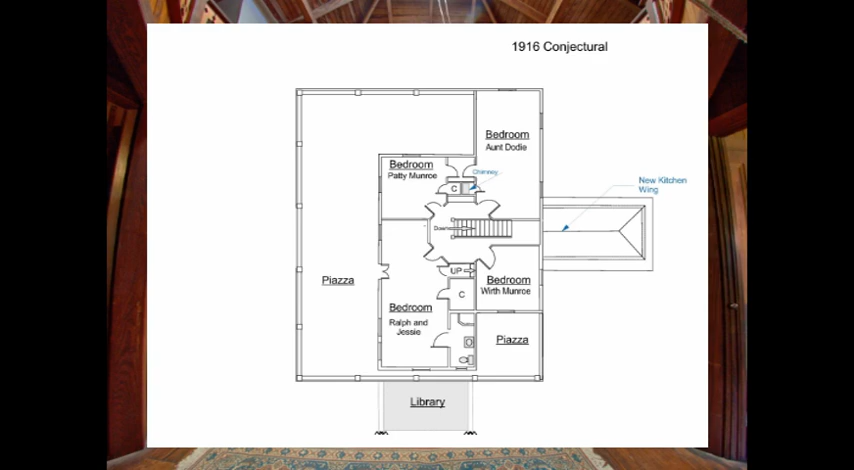 1916 Conjectural
Bedroom
Aunt Dodie
Bedroom
Patty Munroe
Chimney
C
New Kitchen
Wing
Down
UP
C
Bedroom
Wirth Munroe
Piazza
Bedroom
Ralph and
Jessie
Piazza
Library